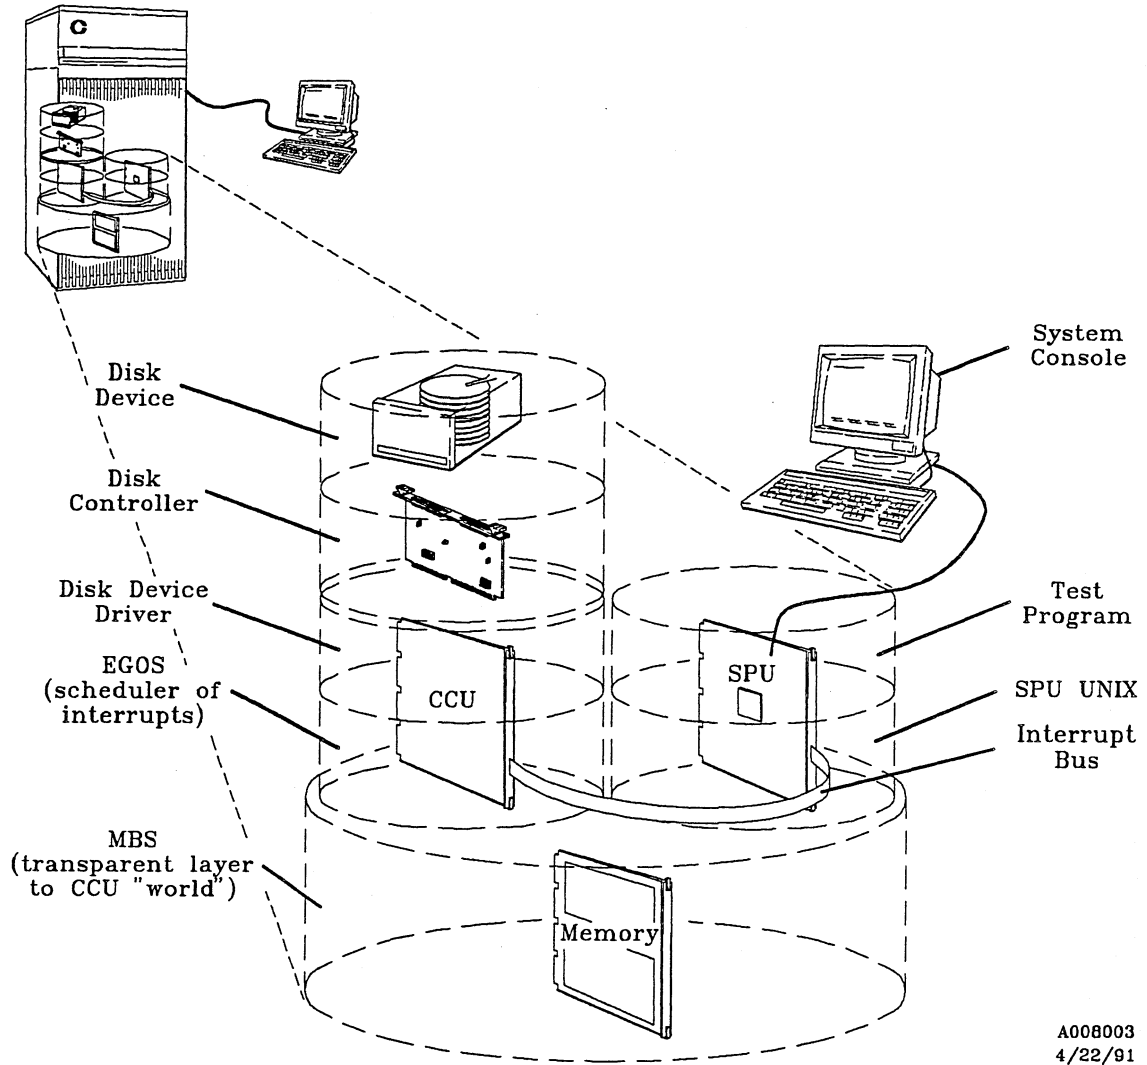 C
System
Console
Disk
Device
Disk
Controller
Disk Device
Driver
Test
Program
EGOS
(scheduler of
interrupts)
SPU
CCU
SPU UNIX
Interrupt
Bus
MBS
(transparent layer
to CCU "world")
Memory
A008003
4/22/91